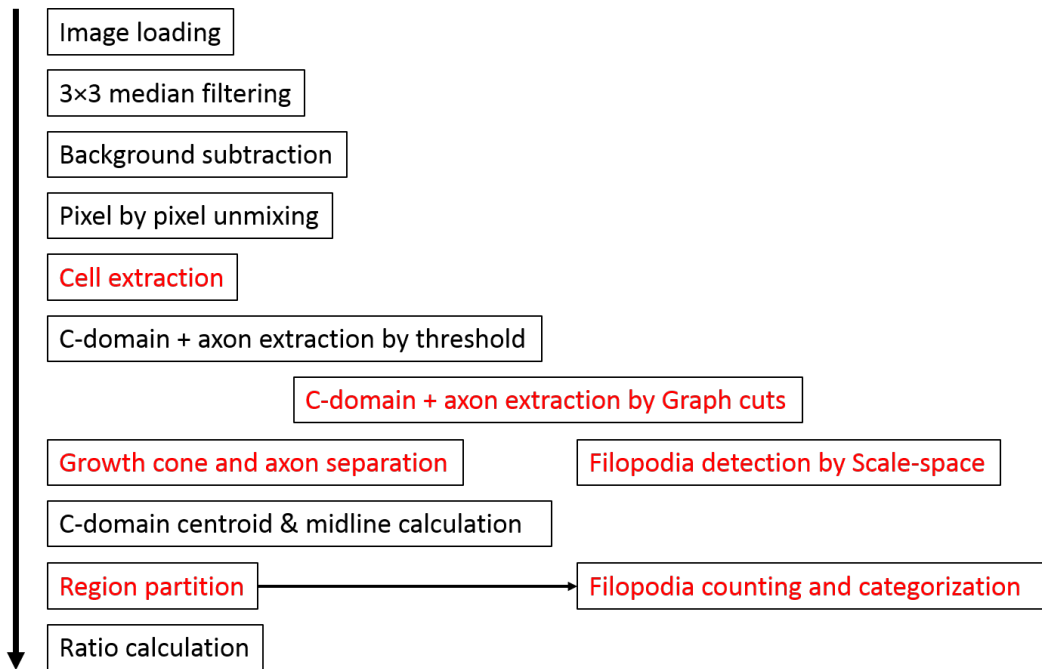 Image loading
3×3 median filtering
Background subtraction
Pixel by pixel unmixing
Cell extraction
C-domain + axon extraction by threshold
C-domain + axon extraction by Graph cuts
Growth cone and axon separation
Filopodia detection by Scale-space
C-domain centroid & midline calculation
Region partition
Filopodia counting and categorization
Ratio calculation